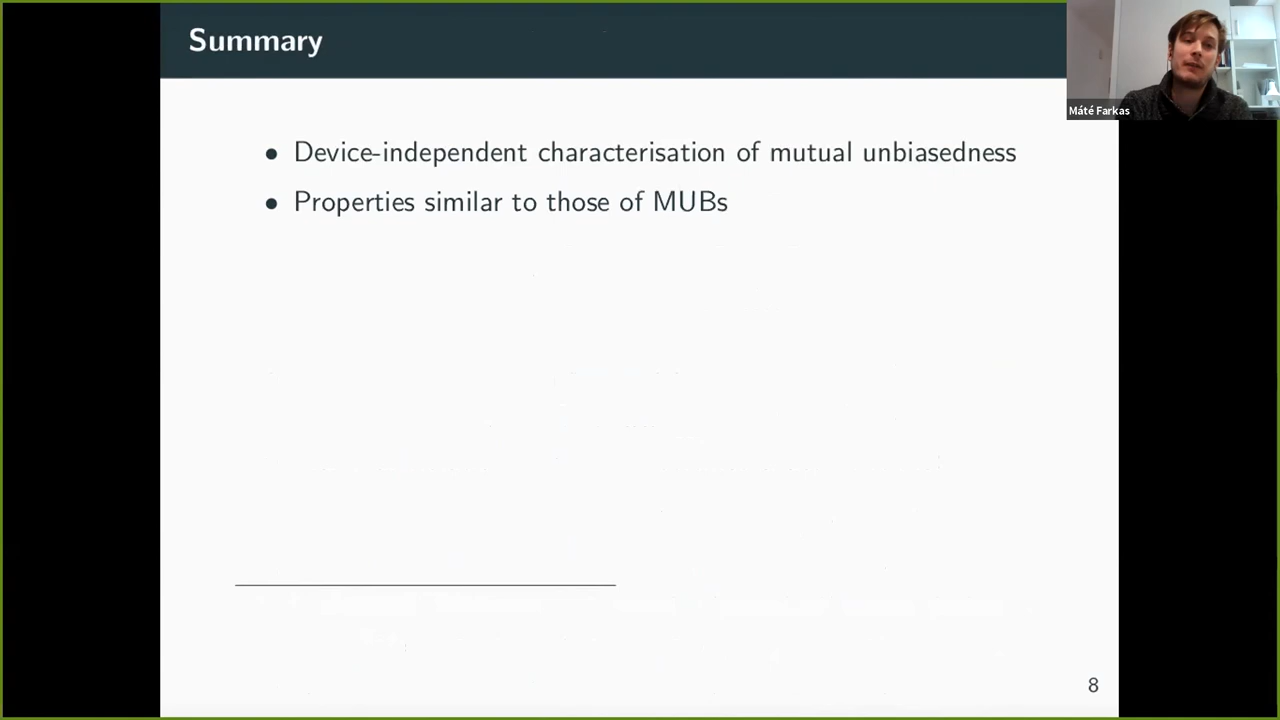 Summary
Máté Farkas
• Device-independent characterisation of mutual unbiasedness
• Properties similar to those of MUBs
8